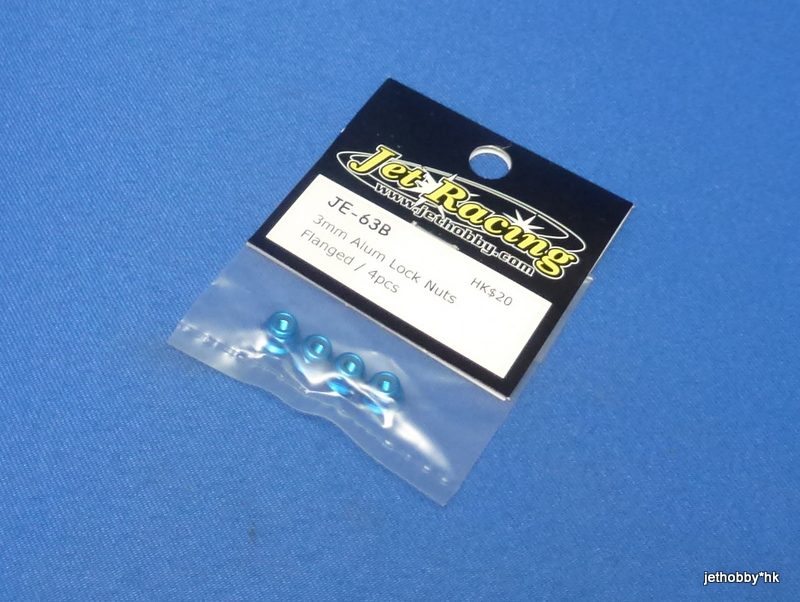 Jet Racing
www.jethobby.com
JE-63B
HK$20
3mm Alum Lock Nuts
Flanged / 4pcs
jethobby*hk